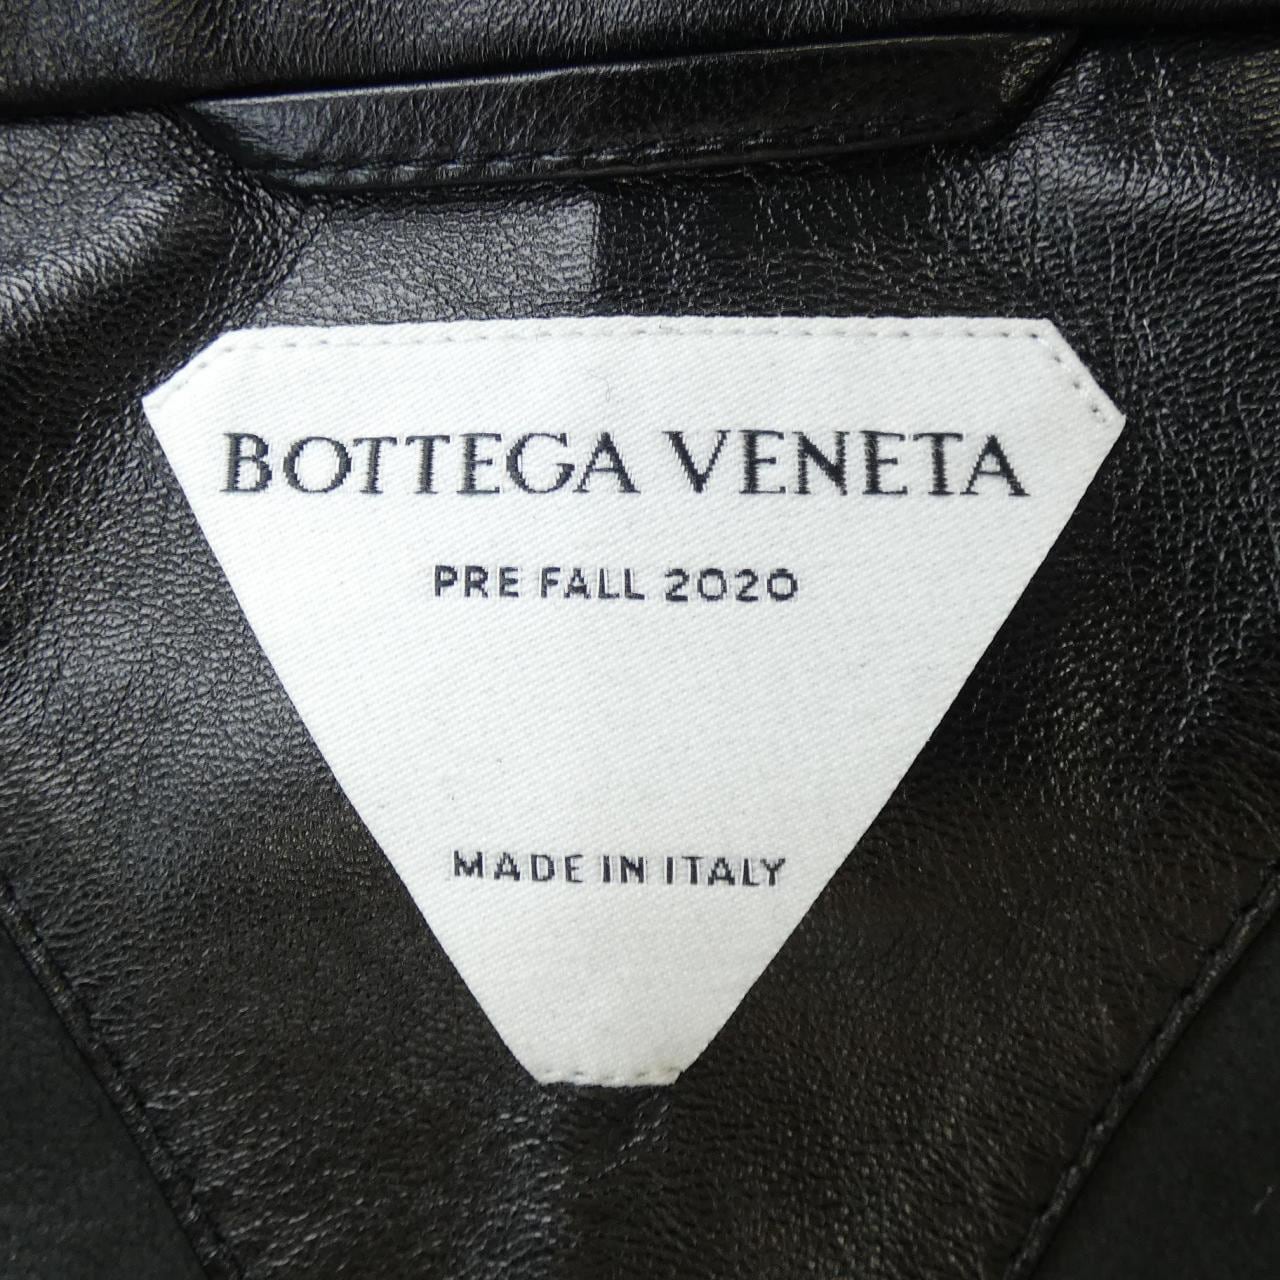 BOTTEGA VENETA
PRE FALL 2020
MADE IN ITALY